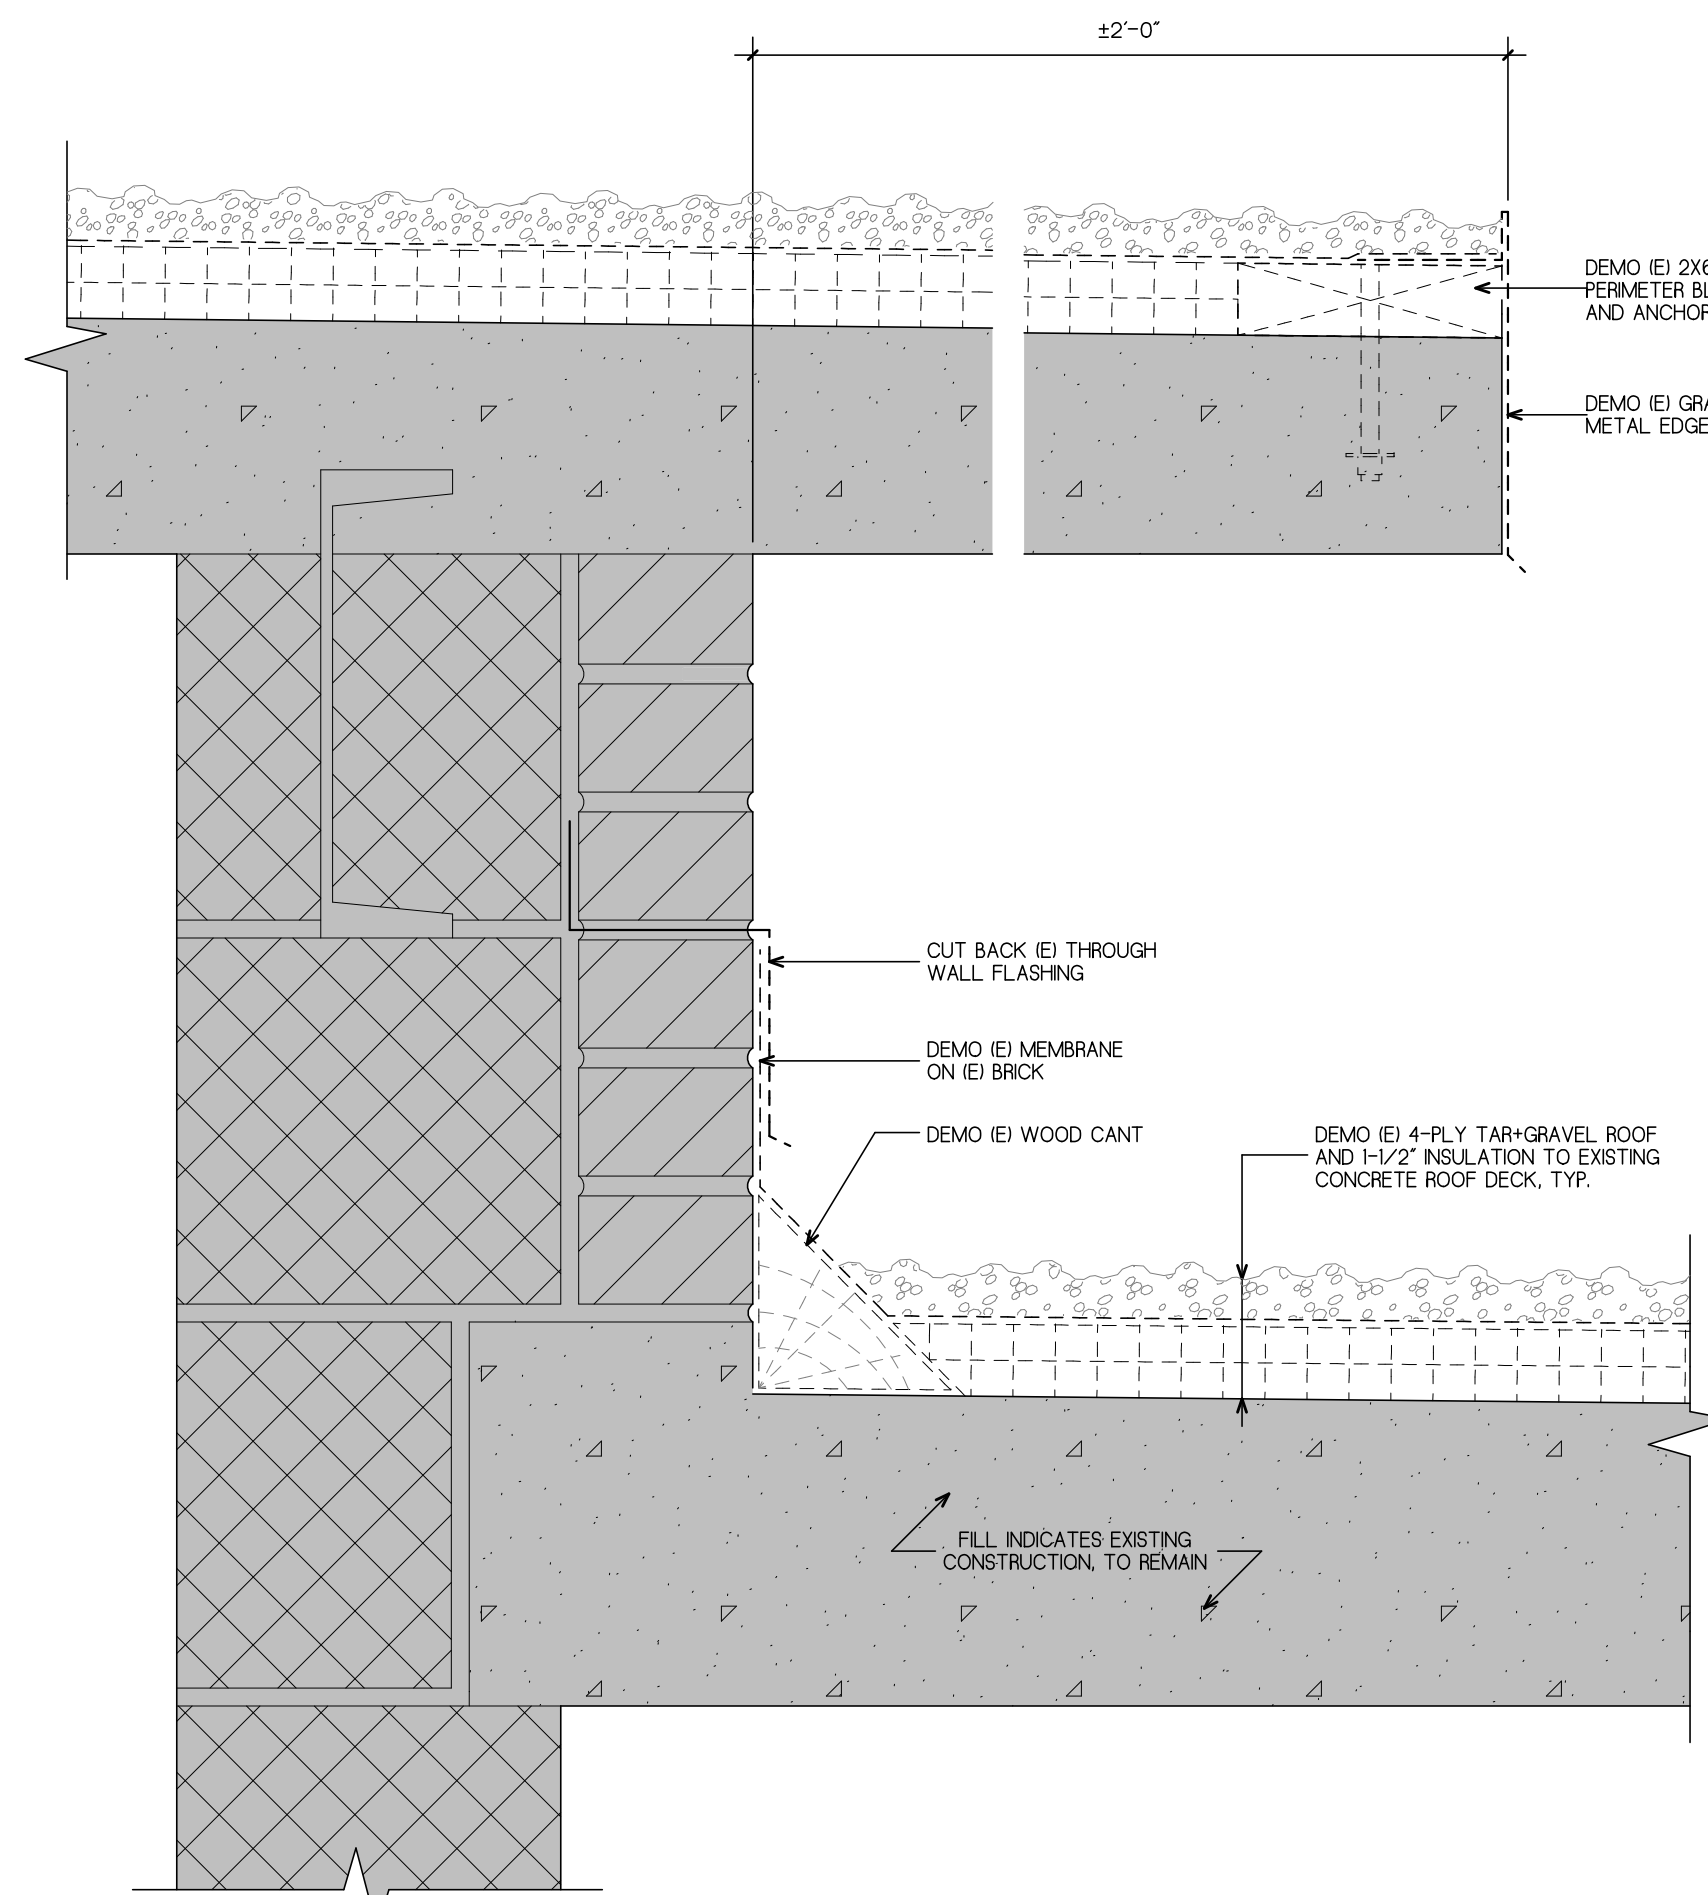 ±2'-0"
DEMO (E) 2X6
PERIMETER BL
AND ANCHOR
DEMO (E) GRA
METAL EDGE
CUT BACK (E) THROUGH
WALL FLASHING
DEMO (E) MEMBRANE
ON (E) BRICK
DEMO (E) WOOD CANT
DEMO (E) 4-PLY TAR+GRAVEL ROOF
AND 1-1/2" INSULATION TO EXISTING
CONCRETE ROOF DECK, TYP.
FILL INDICATES EXISTING
CONSTRUCTION, TO REMAIN